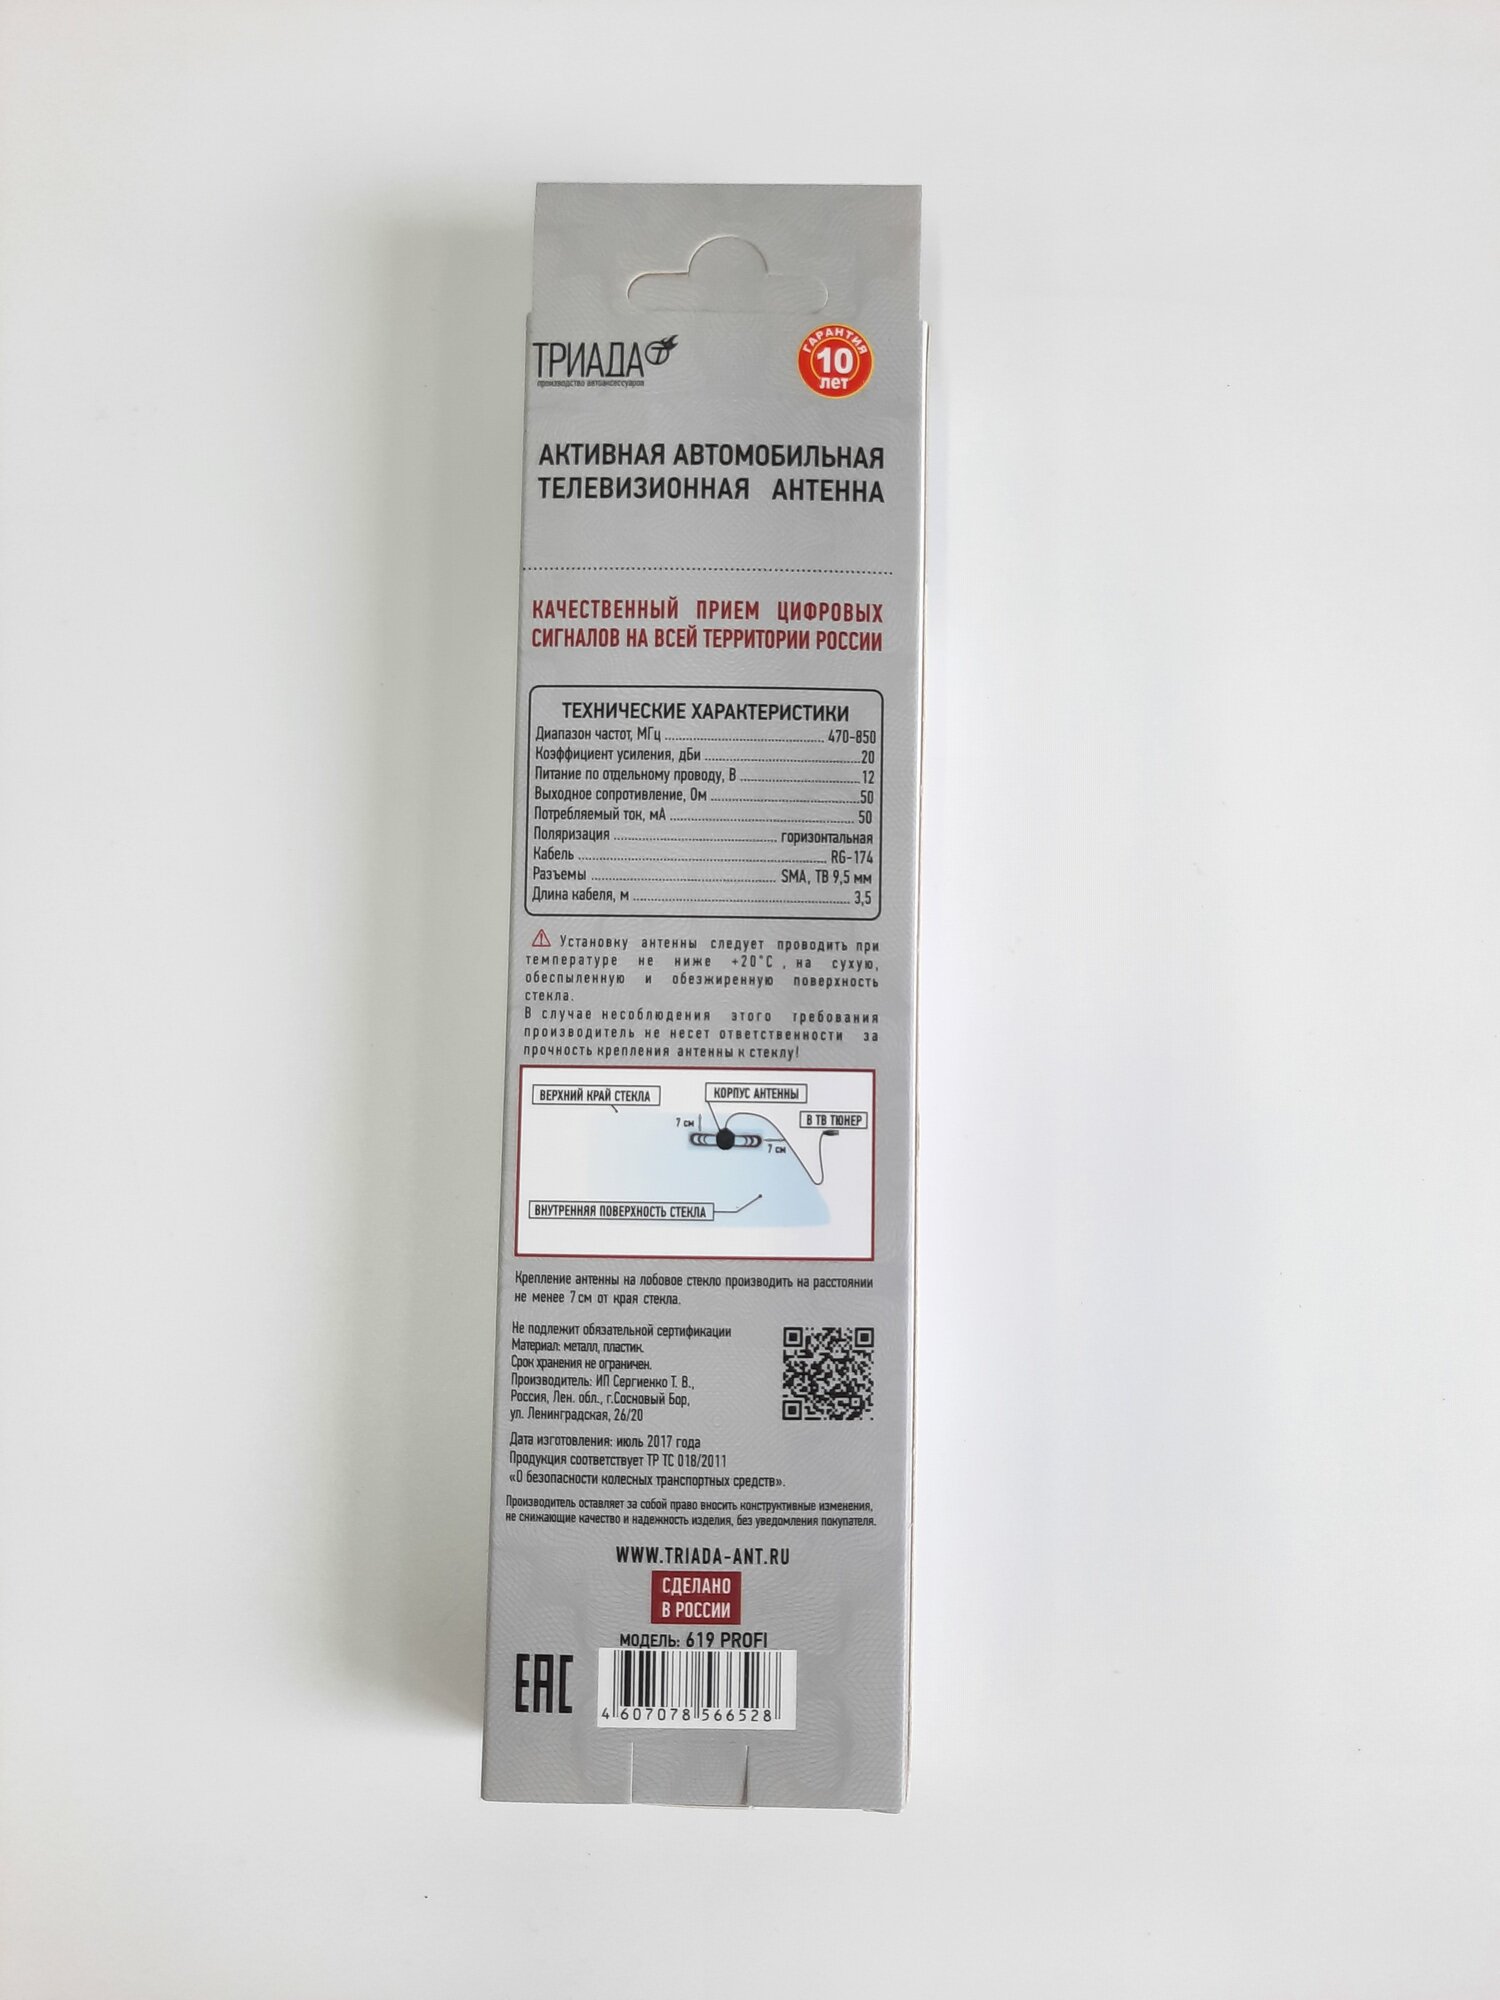 ТРИАДА
производство автоаксессуаров
ГАРАНТИЯ
10
лет
АКТИВНАЯ АВТОМОБИЛЬНАЯ
ТЕЛЕВИЗИОННАЯ АНТЕННА
КАЧЕСТВЕННЫЙ ПРИЕМ ЦИФРОВЫХ
СИГНАЛОВ НА ВСЕЙ ТЕРРИТОРИИ РОССИИ
ТЕХНИЧЕСКИЕ ХАРАКТЕРИСТИКИ
Диапазон частот, МГц ........ 470-850
Коэффициент усиления, дБи ........ 20
Питание по отдельному проводу, В ........ 12
Выходное сопротивление, Ом ........ 50
Потребляемый ток, мА ........ 50
Поляризация ........ горизонтальная
Кабель ........ RG-174
Разъемы ........ SMA, ТВ 9,5 мм
Длина кабеля, м ........ 3,5
Установку антенны следует проводить при
температуре не ниже +20°С , на сухую,
обеспыленную и обезжиренную поверхность
стекла.
В случае несоблюдения этого требования
производитель не несет ответственности за
прочность крепления антенны к стеклу!
ВЕРХНИЙ КРАЙ СТЕКЛА
КОРПУС АНТЕННЫ
В ТВ ТЮНЕР
7 см
7 см
ВНУТРЕННЯЯ ПОВЕРХНОСТЬ СТЕКЛА
Крепление антенны на лобовое стекло производить на расстоянии
не менее 7 см от края стекла.
Не подлежит обязательной сертификации
Материал: металл, пластик.
Срок хранения не ограничен.
Производитель: ИП Сергиенко Т. В.,
Россия, Лен. обл., г.Сосновый Бор,
ул. Ленинградская, 26/20
Дата изготовления: июль 2017 года
Продукция соответствует ТР ТС 018/2011
«О безопасности колесных транспортных средств».
Производитель оставляет за собой право вносить конструктивные изменения,
не снижающие качество и надежность изделия, без уведомления покупателя.
WWW.TRIADA-ANT.RU
СДЕЛАНО
В РОССИИ
МОДЕЛЬ: 619 PROFI
EAC
4 607078 566528